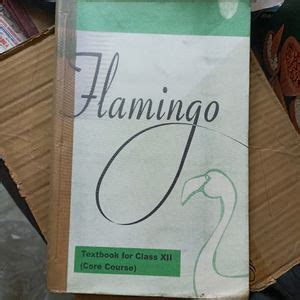 Flamingo
Textbook for Class XII
(Core Course)